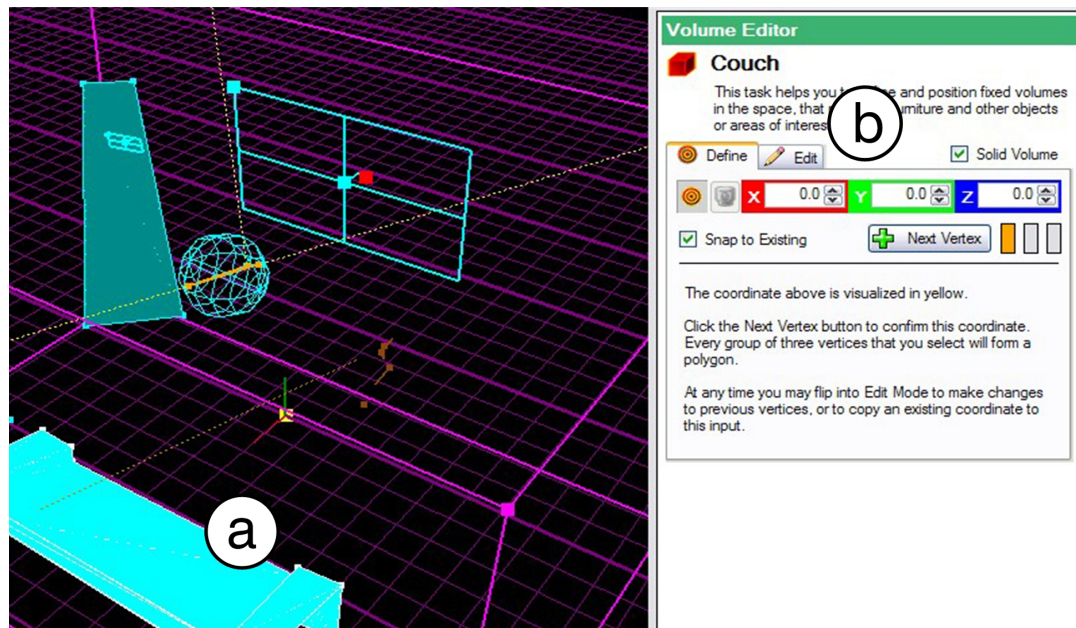 Volume Editor
Couch
This task helps you and position fixed volumes
in the space, that furniture and other objects
or areas of interes
b
Define
Edit
Solid Volume
X 0.0 Y 0.0 Z 0.0
Snap to Existing
Next Vertex
The coordinate above is visualized in yellow.
Click the Next Vertex button to confirm this coordinate.
Every group of three vertices that you select will form a
polygon.
At any time you may flip into Edit Mode to make changes
to previous vertices, or to copy an existing coordinate to
this input.
a